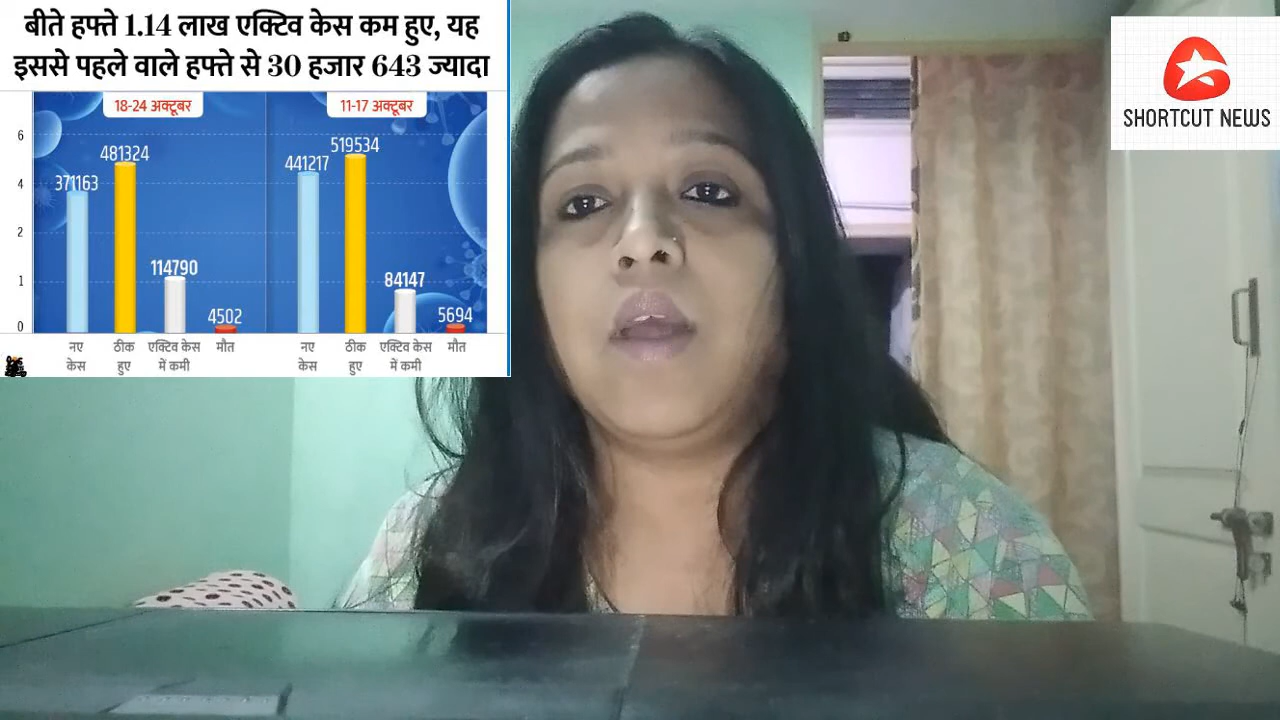 बीते हफ्ते 1.14 लाख एक्टिव केस कम हुए, यह
इससे पहले वाले हफ्ते से 30 हजार 643 ज्यादा
18-24 अक्टूबर
11-17 अक्टूबर
6
4
2
1
0
371163
481324
114790
4502
441217
519534
84147
5694
नए
केस
ठीक
हुए
एक्टिव केस
में कमी
मौत
नए
केस
ठीक
हुए
एक्टिव केस
में कमी
मौत
SHORTCUT NEWS